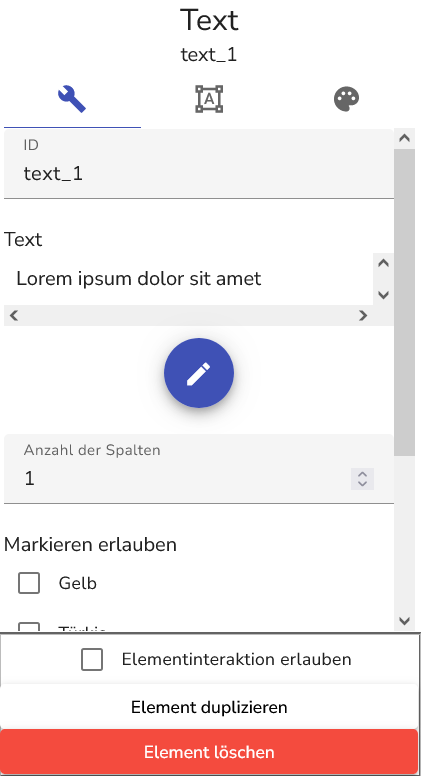 Text
text_1
A
ID
text_1
Text
Lorem ipsum dolor sit amet
Anzahl der Spalten
1
Markieren erlauben
Gelb
Elementinteraktion erlauben
Element duplizieren
Element löschen